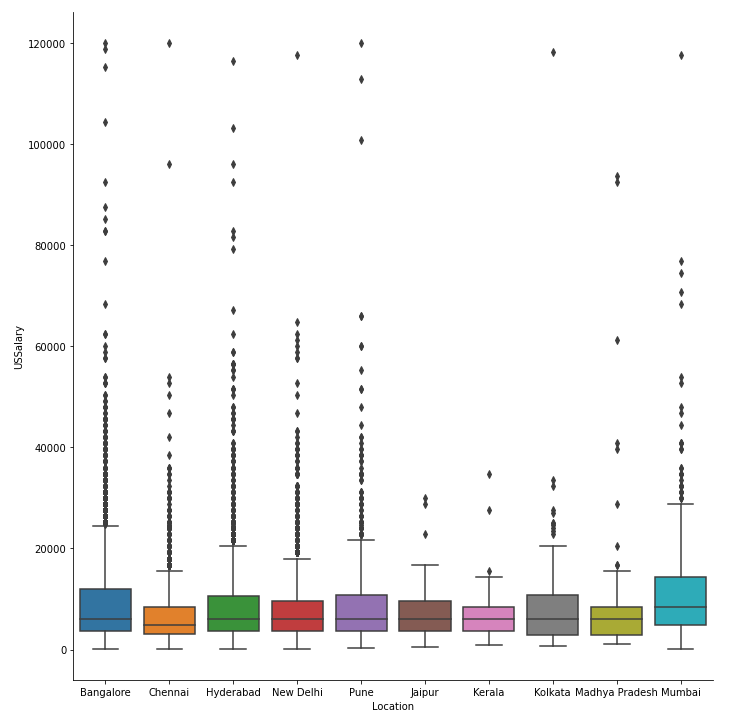 120000
100000
80000
60000
40000
20000
0
USSalary
Bangalore Chennai Hyderabad New Delhi Pune Jaipur Kerala Kolkata Madhya Pradesh Mumbai
Location